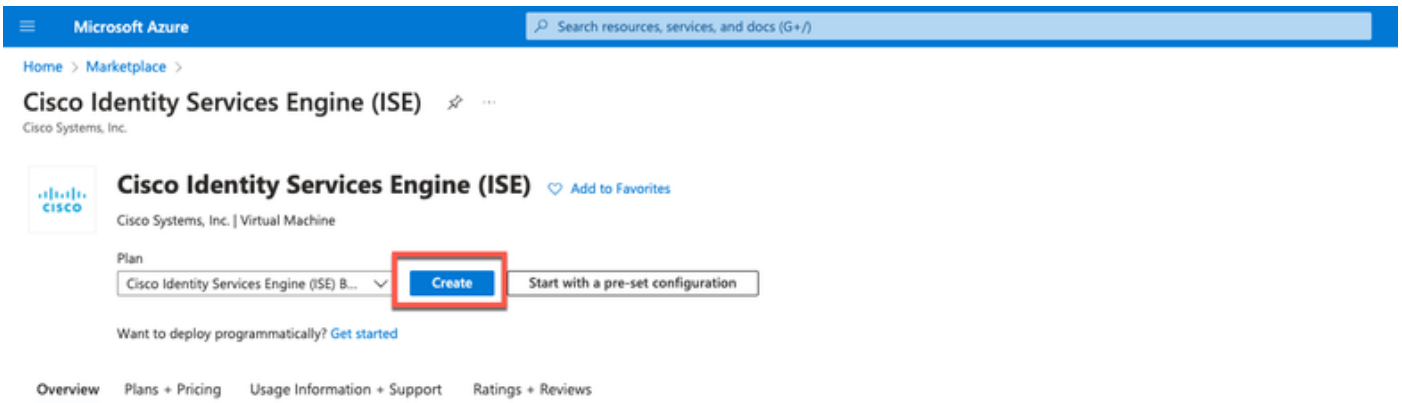 Microsoft Azure
Search resources, services, and docs (G+/)
Home > Marketplace >
Cisco Identity Services Engine (ISE) ...
Cisco Systems, Inc.
CISCO
Cisco Identity Services Engine (ISE) Add to Favorites
Cisco Systems, Inc. | Virtual Machine
Plan
Cisco Identity Services Engine (ISE) B... Create Start with a pre-set configuration
Want to deploy programmatically? Get started
Overview Plans + Pricing Usage Information + Support Ratings + Reviews